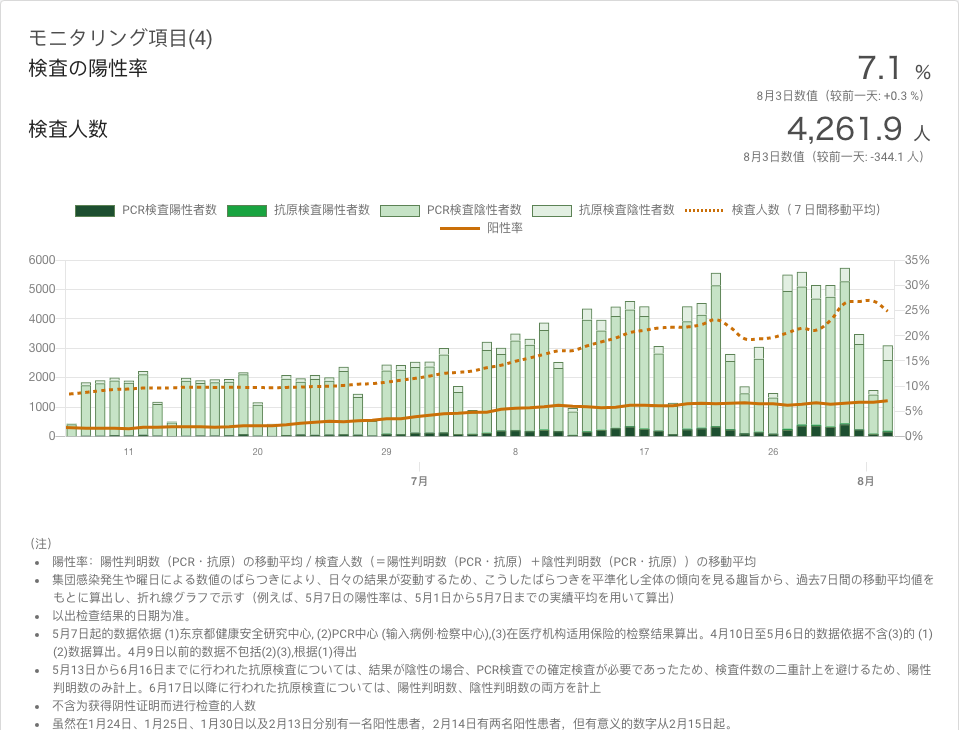 モニタリング項目(4)
検査の陽性率
7.1 %
8月3日数值（较前一天: +0.3 %）
検査人数
4,261.9 人
8月3日数值（较前一天: -344.1 人）
PCR検査陽性者数 抗原検査陽性者数 PCR検査陰性者数 抗原検査陰性者数 検査人数（７日間移動平均）
阳性率
6000 35%
30%
5000
25%
4000
20%
3000
15%
2000
10%
1000
5%
0 0%
11 20 29 8 17 26
7月 8月
（注）
• 陽性率：陽性判明数（PCR・抗原）の移動平均 / 検査人数（＝陽性判明数（PCR・抗原）＋陰性判明数（PCR・抗原））の移動平均
• 集団感染発生や曜日による数値のばらつきにより、日々の結果が変動するため、こうしたばらつきを平準化し全体の傾向を見る趣旨から、過去7日間の移動平均値を
もとに算出し、折れ線グラフで示す（例えば、5月7日の陽性率は、5月1日から5月7日までの実績平均を用いて算出）
• 以出检查结果的日期为准。
• 5月7日起的数据依据 (1)东京都健康安全研究中心, (2)PCR中心 (输入病例·检察中心),(3)在医疗机构适用保险的检察结果算出。4月10日至5月6日的数据依据不含(3)的 (1)
(2)数据算出。4月9日以前的数据不包括(2)(3),根据(1)得出
• 5月13日から6月16日までに行われた抗原検査については、結果が陰性の場合、PCR検査での確定検査が必要であったため、検査件数の二重計上を避けるため、陽性
判明数のみ計上。6月17日以降に行われた抗原検査については、陽性判明数、陰性判明数の両方を計上
• 不含为获得阴性证明而进行检查的人数
• 虽然在1月24日、1月25日、1月30日以及2月13日分别有一名阳性患者，2月14日有两名阳性患者，但有意义的数字从2月15日起。